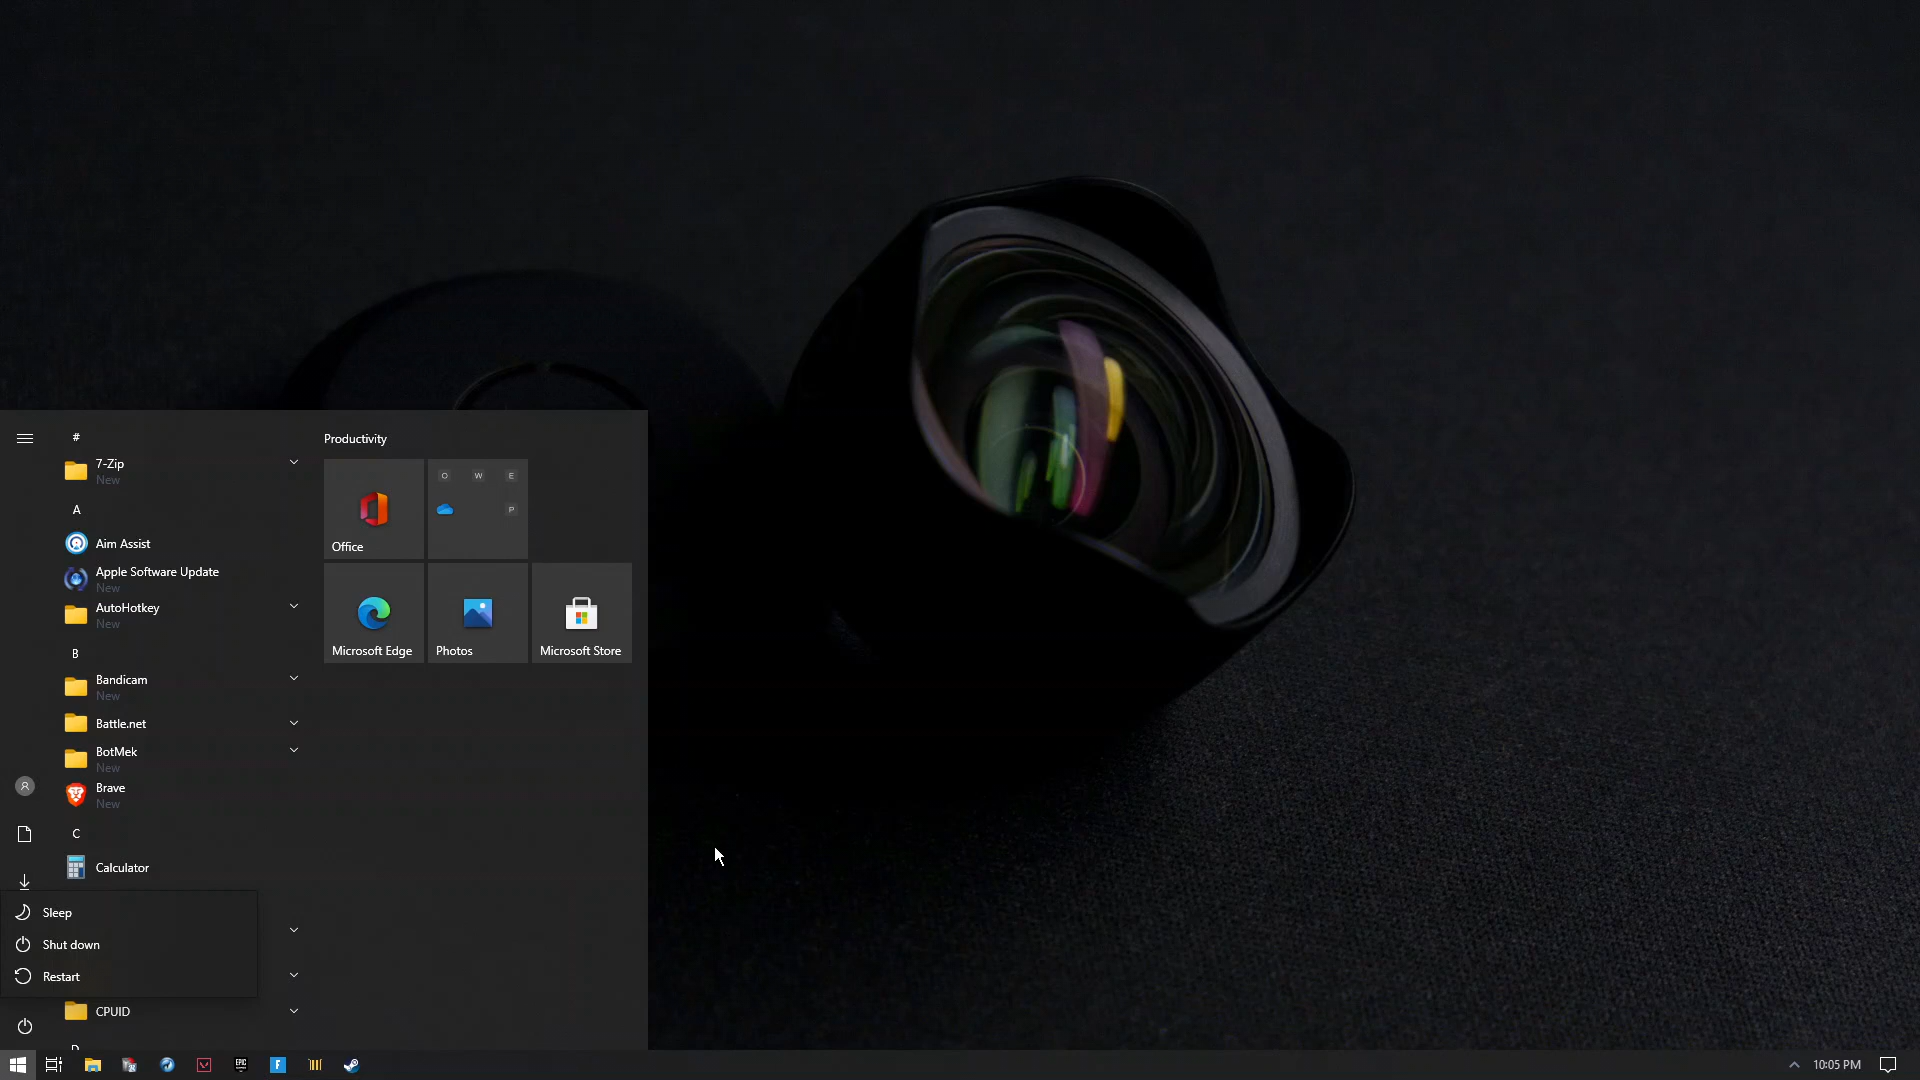 #
7-Zip
New
A
Aim Assist
Apple Software Update
New
AutoHotkey
New
B
Bandicam
New
Battle.net
BotMek
New
Brave
New
C
Calculator
Sleep
Shut down
Restart
CPUID
D
Productivity
O W E
P
Office
Microsoft Edge
Photos
Microsoft Store
EPIC
F
10:05 PM